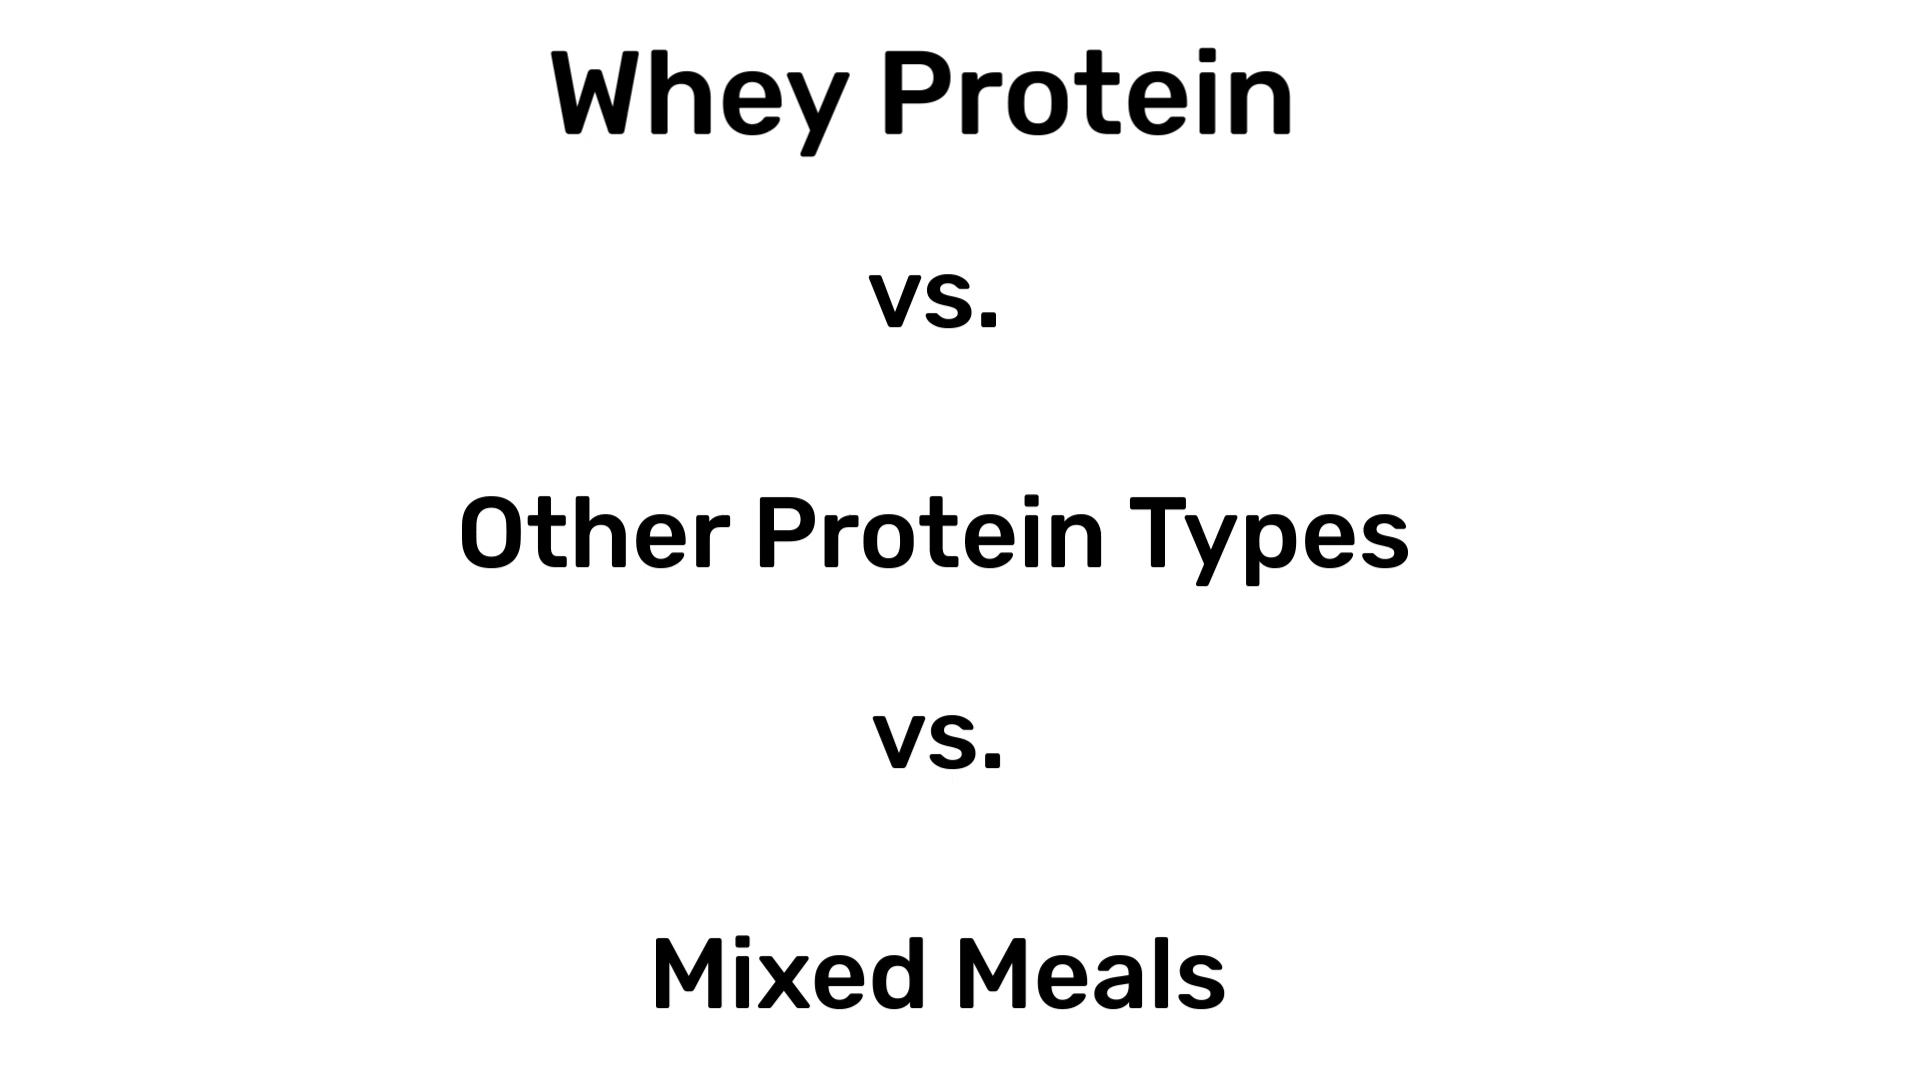 Whey Protein
vs.
Other Protein Types
vs.
Mixed Meals